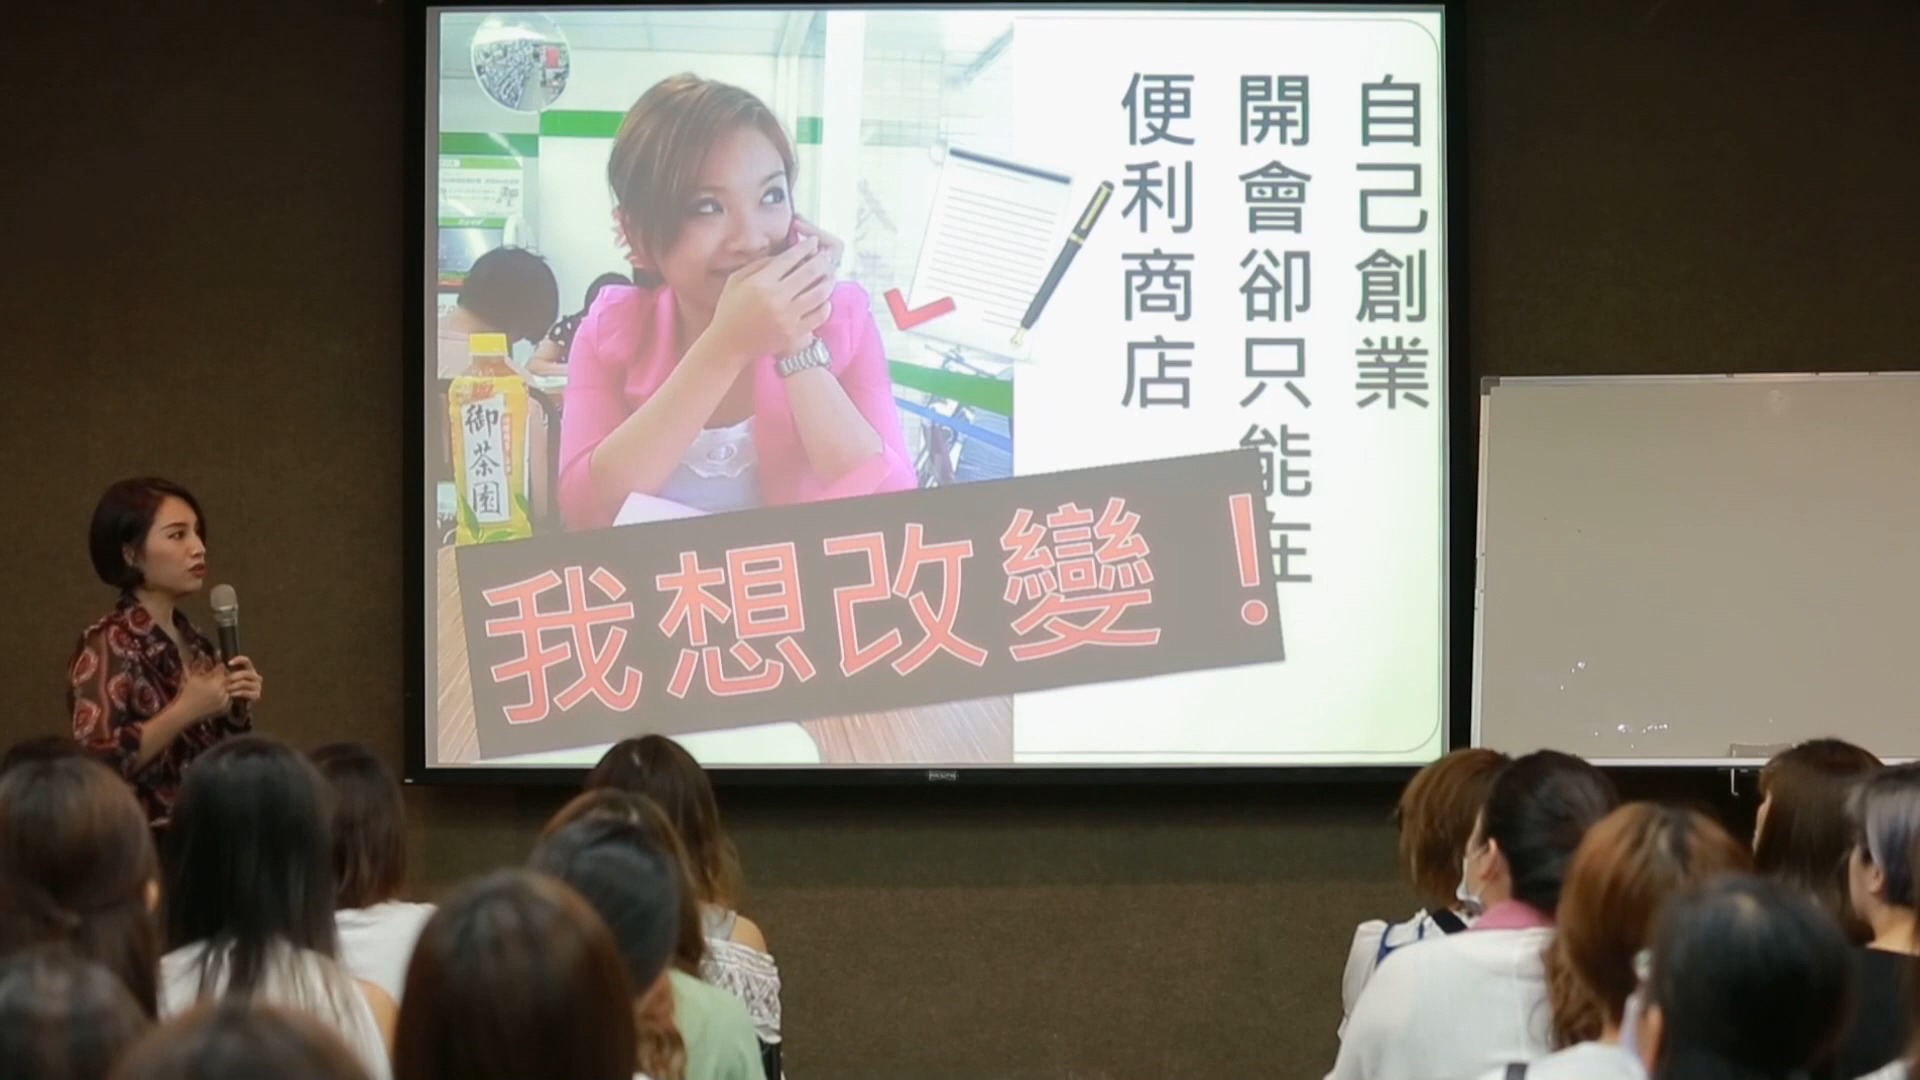 自己創業
開會卻只能在
便利商店
我想改變！
御茶園